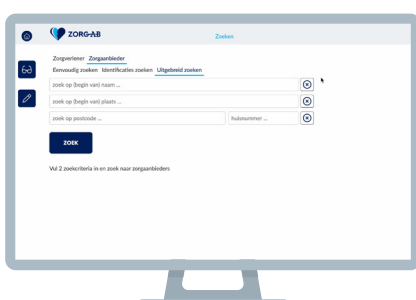 ZORG-AB
Zoeken
Zorgverlener Zorgaanbieder
Eenvoudig zoeken Identificaties zoeken Uitgebreid zoeken
zoek op (begin van) naam ...
zoek op (begin van) plaats ...
zoek op postcode ... huisnummer ...
ZOEK
Vul 2 zoekcriteria in en zoek naar zorgaanbieders